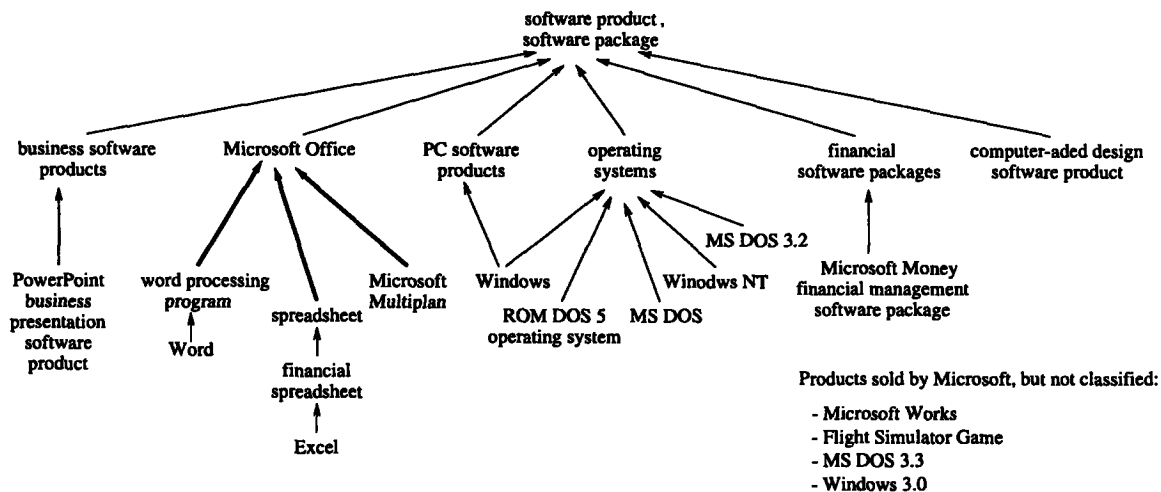 software product ,
software package
business software
products
Microsoft Office
PC software
products
operating
systems
financial
software packages
computer-aded design
software product
PowerPoint
business
presentation
software
product
word processing
program
Word
spreadsheet
financial
spreadsheet
Excel
Microsoft
Multiplan
Windows
ROM DOS 5
operating system
MS DOS
Winodws NT
MS DOS 3.2
Microsoft Money
financial management
software package
Products sold by Microsoft, but not classified:
- Microsoft Works
- Flight Simulator Game
- MS DOS 3.3
- Windows 3.0